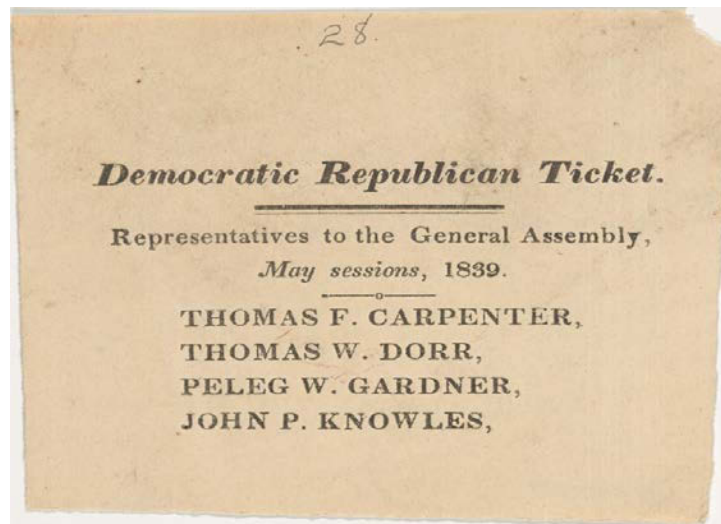 28.
Democratic Republican Ticket.
Representatives to the General Assembly,
May sessions, 1839.
THOMAS F. CARPENTER,
THOMAS W. DORR,
PELEG W. GARDNER,
JOHN P. KNOWLES,